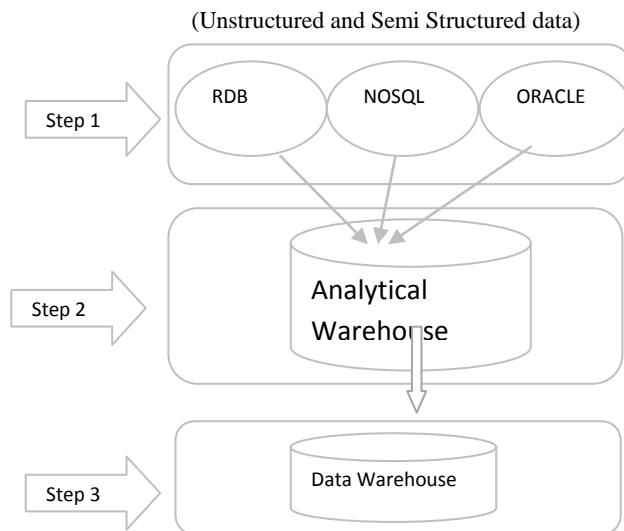 (Unstructured and Semi Structured data)
RDB
NOSQL
ORACLE
Step 1
Analytical
Warehouse
Step 2
Data Warehouse
Step 3